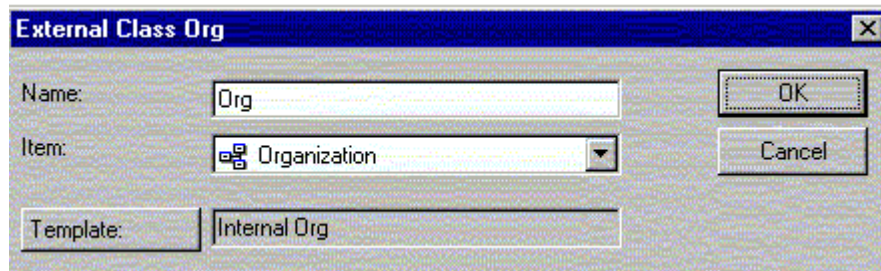 External Class Org
Name: Org OK
Item: Organization Cancel
Template: Internal Org